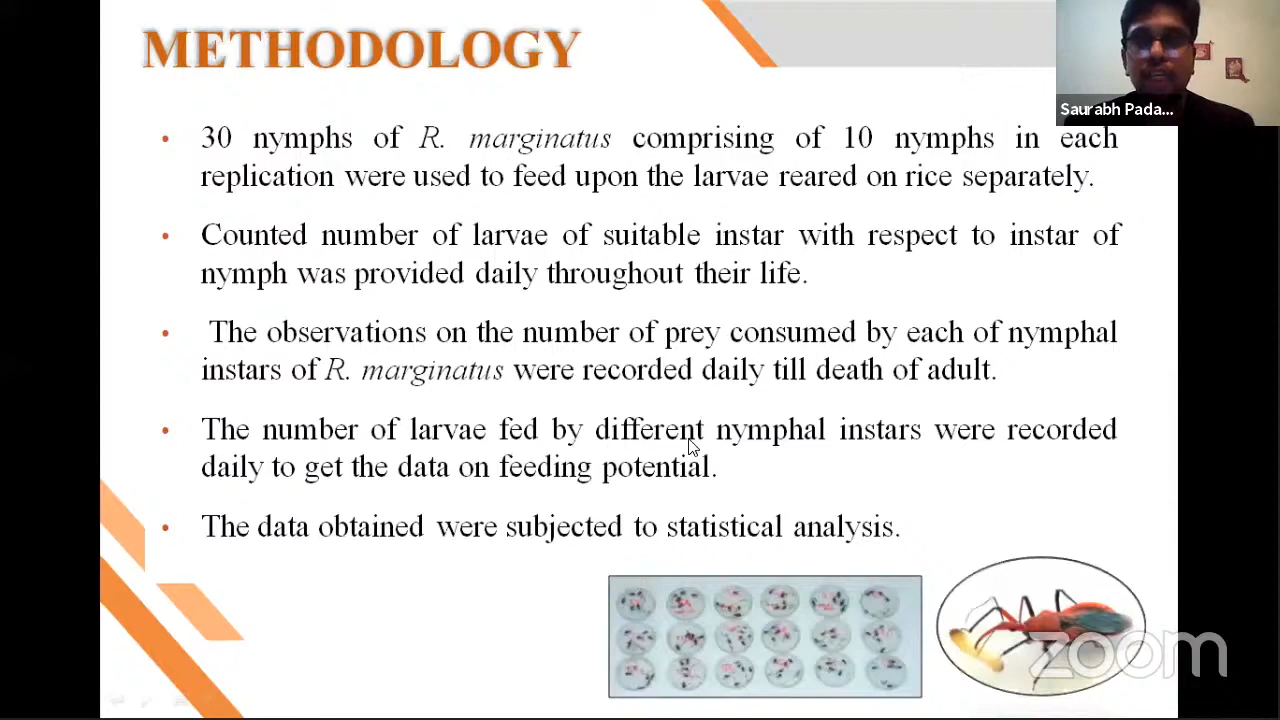 METHODOLOGY
Saurabh Pada...
• 30 nymphs of R. marginatus comprising of 10 nymphs in each
replication were used to feed upon the larvae reared on rice separately.
• Counted number of larvae of suitable instar with respect to instar of
nymph was provided daily throughout their life.
• The observations on the number of prey consumed by each of nymphal
instars of R. marginatus were recorded daily till death of adult.
• The number of larvae fed by different nymphal instars were recorded
daily to get the data on feeding potential.
• The data obtained were subjected to statistical analysis.
zoom